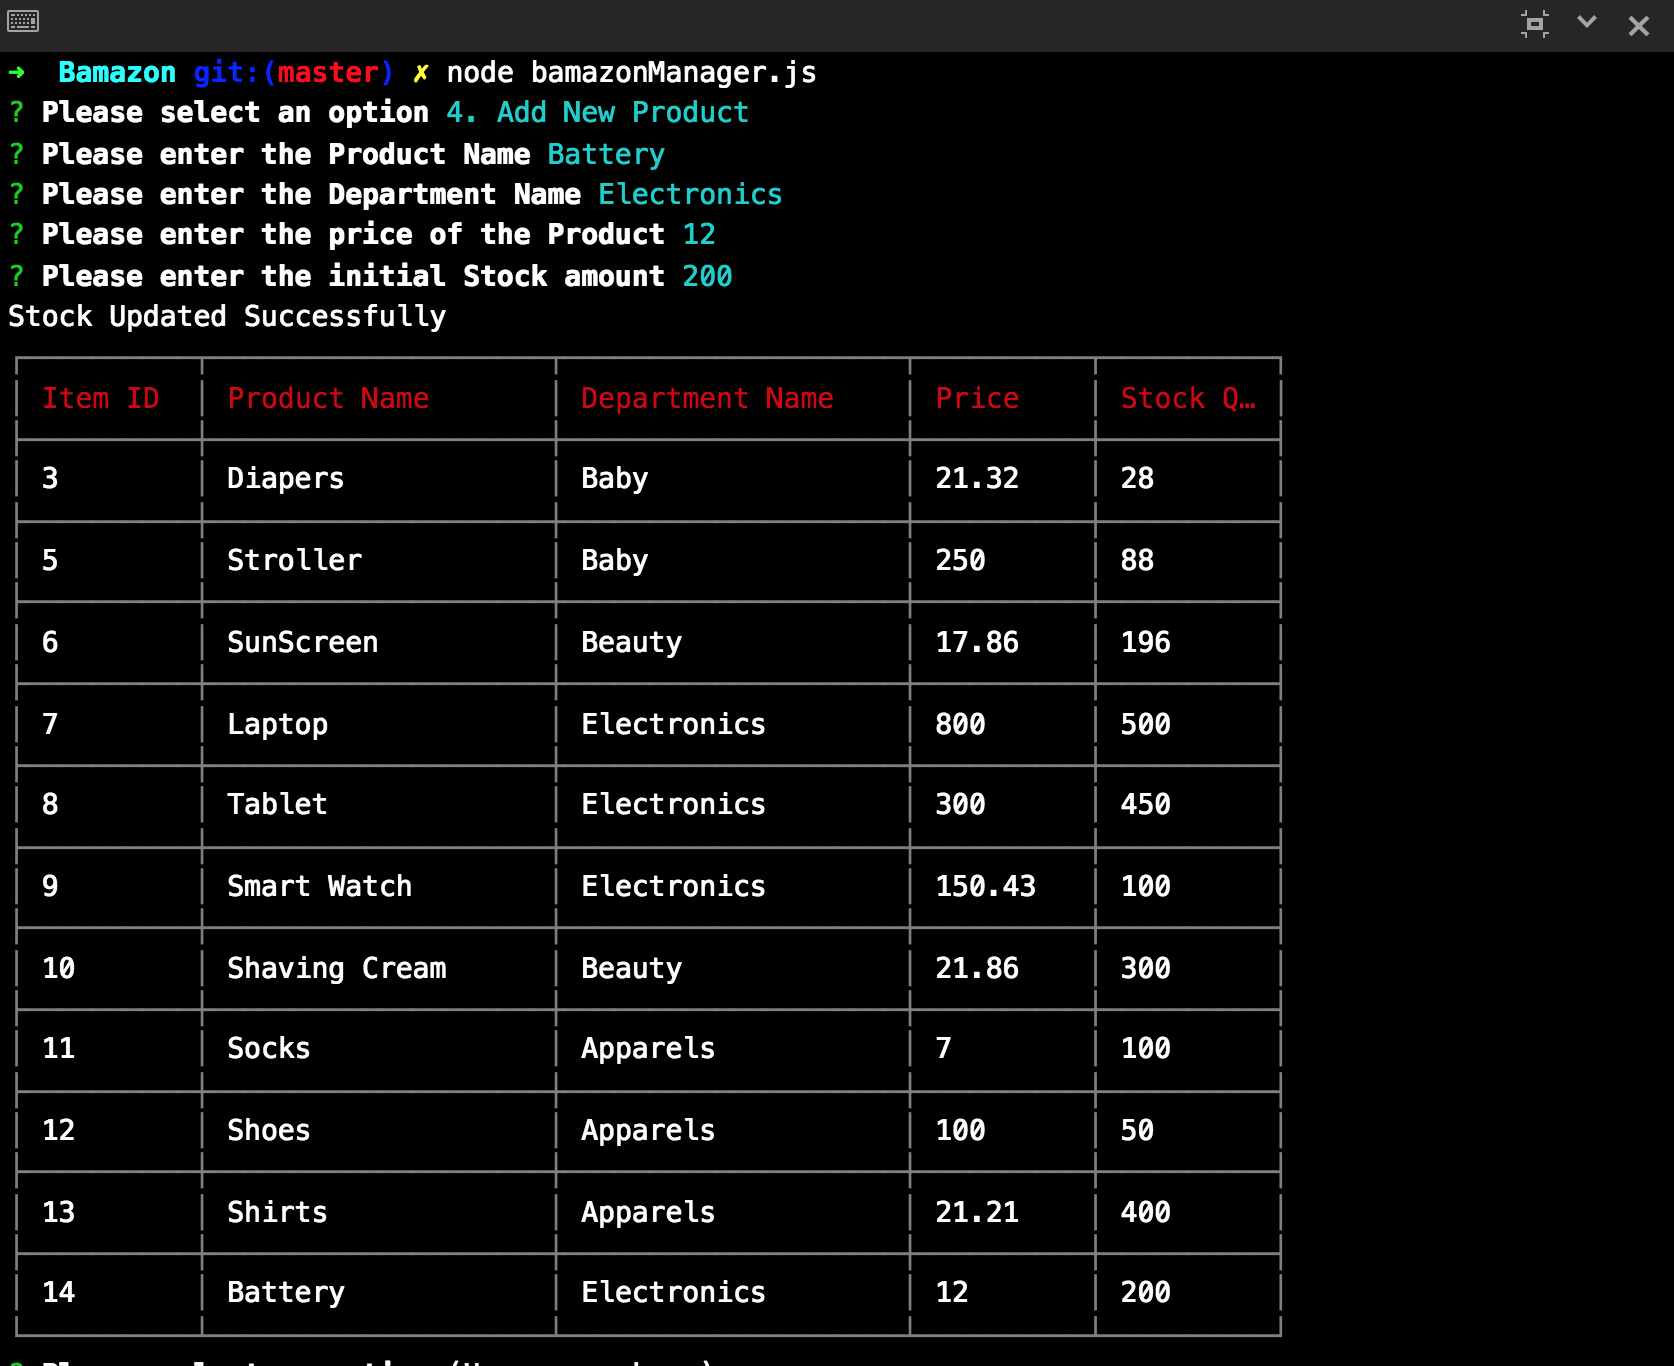 ➜  Bamazon git:(master) ✗ node bamazonManager.js
? Please select an option 4. Add New Product
? Please enter the Product Name Battery
? Please enter the Department Name Electronics
? Please enter the price of the Product 12
? Please enter the initial Stock amount 200
Stock Updated Successfully
Item ID Product Name Department Name Price Stock Q…
3 Diapers Baby 21.32 28
5 Stroller Baby 250 88
6 SunScreen Beauty 17.86 196
7 Laptop Electronics 800 500
8 Tablet Electronics 300 450
9 Smart Watch Electronics 150.43 100
10 Shaving Cream Beauty 21.86 300
11 Socks Apparels 7 100
12 Shoes Apparels 100 50
13 Shirts Apparels 21.21 400
14 Battery Electronics 12 200